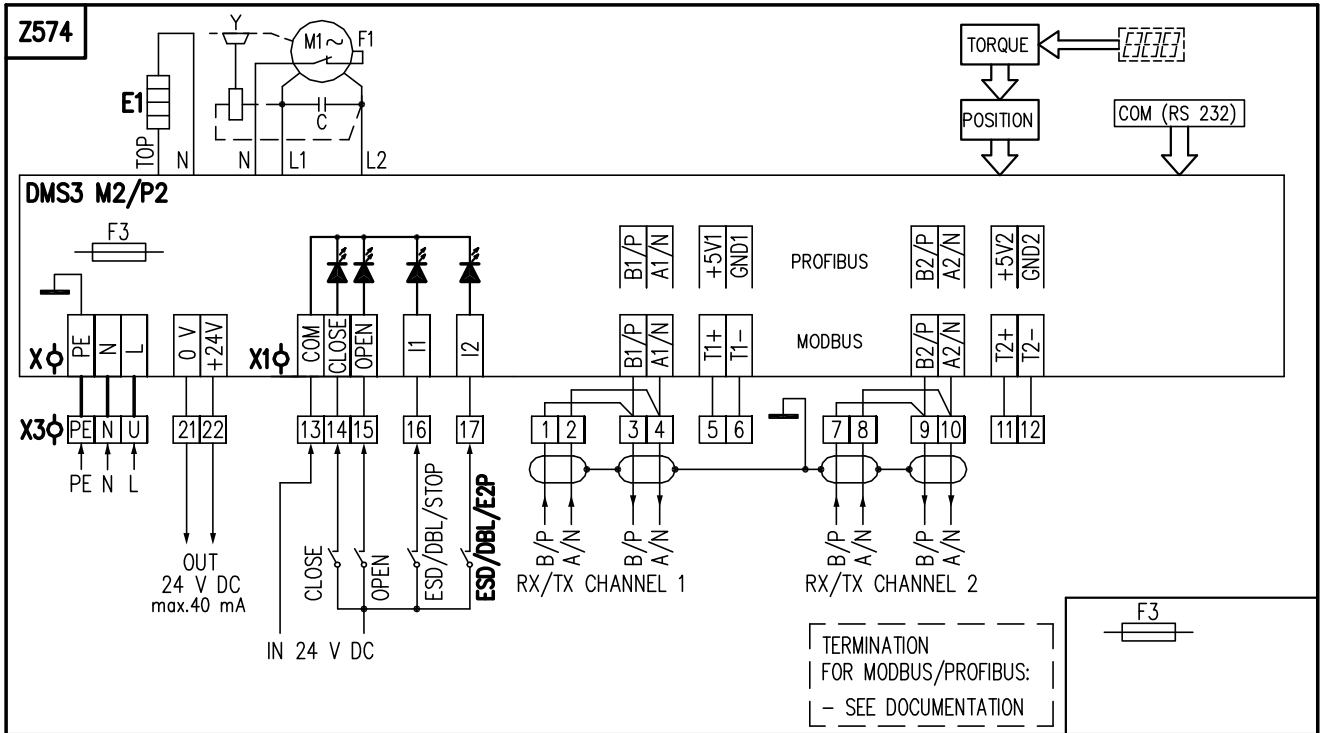 Z574
Y
M1 ~
F1
E1
C
TOP
N
N
L1
L2
TORQUE
POSITION
COM (RS 232)
DMS3 M2/P2
F3
B1/P
A1/N
+5V1
GND1
PROFIBUS
B2/P
A2/N
+5V2
GND2
X
PE
N
L
0 V
+24V
X1
COM
CLOSE
OPEN
I1
I2
B1/P
A1/N
T1+
T1-
MODBUS
B2/P
A2/N
T2+
T2-
X3
PE
N
U
21
22
13
14
15
16
17
1
2
3
4
5
6
7
8
9
10
11
12
PE N L
OUT
24 V DC
max.40 mA
CLOSE
OPEN
ESD/DBL/STOP
ESD/DBL/E2P
IN 24 V DC
B/P
A/N
B/P
A/N
RX/TX CHANNEL 1
B/P
A/N
B/P
A/N
RX/TX CHANNEL 2
TERMINATION
FOR MODBUS/PROFIBUS:
- SEE DOCUMENTATION
F3